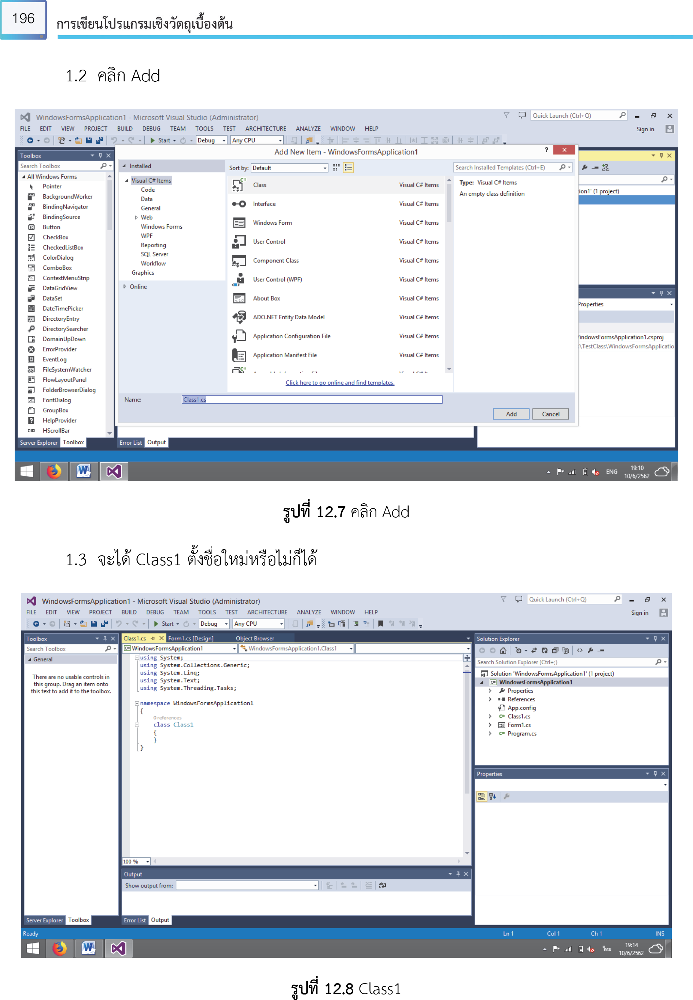 196
การเขียนโปรแกรมเชิงวัตถุเบื้องต้น
1.2 คลิก Add
WindowsFormsApplication1 - Microsoft Visual Studio (Administrator)
Quick Launch (Ctrl+Q)
FILE EDIT VIEW PROJECT BUILD DEBUG TEAM TOOLS TEST ARCHITECTURE ANALYZE WINDOW HELP
Sign in
Start Debug Any CPU
Toolbox
Search Toolbox
All Windows Forms
Pointer
BackgroundWorker
BindingNavigator
BindingSource
Button
CheckBox
CheckedListBox
ColorDialog
ComboBox
ContextMenuStrip
DataGridView
DataSet
DateTimePicker
DirectoryEntry
DirectorySearcher
DomainUpDown
ErrorProvider
EventLog
FileSystemWatcher
FlowLayoutPanel
FolderBrowserDialog
FontDialog
GroupBox
HelpProvider
HScrollBar
Server Explorer Toolbox
Add New Item - WindowsFormsApplication1
Installed
Visual C# Items
Code
Data
General
Web
Windows Forms
WPF
Reporting
SQL Server
Workflow
Graphics
Online
Sort by: Default
Search Installed Templates (Ctrl+E)
Class Visual C# Items
Interface Visual C# Items
Windows Form Visual C# Items
User Control Visual C# Items
Component Class Visual C# Items
User Control (WPF) Visual C# Items
About Box Visual C# Items
ADO.NET Entity Data Model Visual C# Items
Application Configuration File Visual C# Items
Application Manifest File Visual C# Items
Click here to go online and find templates.
Type: Visual C# Items
An empty class definition
Name: Class1.cs
Add Cancel
ion1' (1 project)
Properties
indowsFormsApplication1.csproj
:\TestClass\WindowsFormsApplicatio
Error List Output
ENG
19:10
10/6/2562
รูปที่ 12.7 คลิก Add
1.3 จะได้ Class1 ตั้งชื่อใหม่หรือไม่ก็ได้
WindowsFormsApplication1 - Microsoft Visual Studio (Administrator)
Quick Launch (Ctrl+Q)
FILE EDIT VIEW PROJECT BUILD DEBUG TEAM TOOLS TEST ARCHITECTURE ANALYZE WINDOW HELP
Sign in
Start Debug Any CPU
Toolbox
Search Toolbox
General
There are no usable controls in
this group. Drag an item onto
this text to add it to the toolbox.
Server Explorer Toolbox
Class1.cs Form1.cs [Design] Object Browser
WindowsFormsApplication1 WindowsFormsApplication1.Class1
using System;
using System.Collections.Generic;
using System.Linq;
using System.Text;
using System.Threading.Tasks;
namespace WindowsFormsApplication1
{
0 references
class Class1
{
}
}
100 %
Output
Show output from:
Error List Output
Solution Explorer
Search Solution Explorer (Ctrl+;)
Solution 'WindowsFormsApplication1' (1 project)
WindowsFormsApplication1
Properties
References
App.config
Class1.cs
Form1.cs
Program.cs
Properties
Ready Ln 1 Col 1 Ch 1 INS
ไทย
19:14
10/6/2562
รูปที่ 12.8 Class1